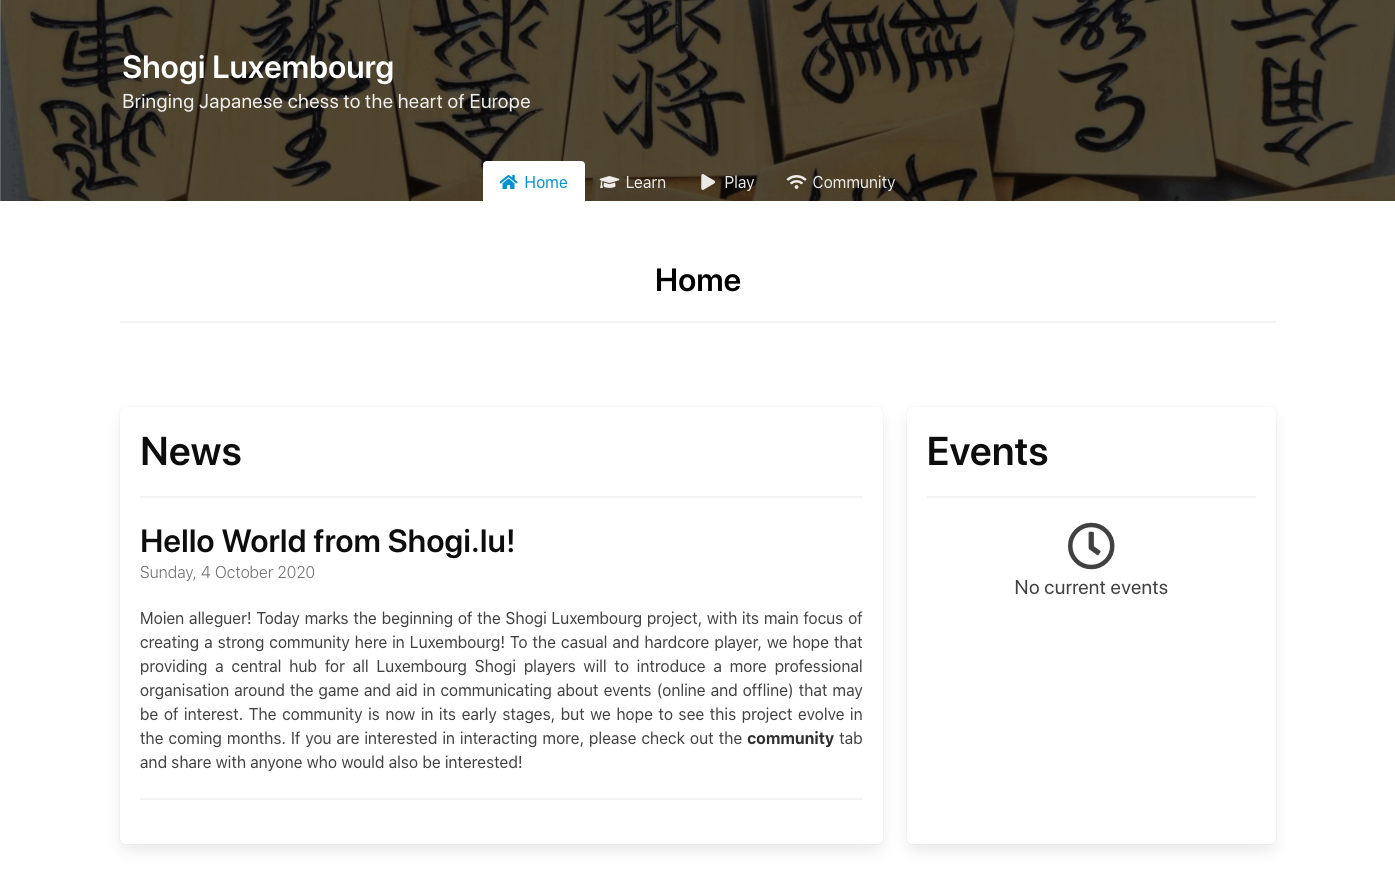 Shogi Luxembourg
Bringing Japanese chess to the heart of Europe
Home
Learn
Play
Community
Home
News
Hello World from Shogi.lu!
Sunday, 4 October 2020
Moien alleguer! Today marks the beginning of the Shogi Luxembourg project, with its main focus of
creating a strong community here in Luxembourg! To the casual and hardcore player, we hope that
providing a central hub for all Luxembourg Shogi players will to introduce a more professional
organisation around the game and aid in communicating about events (online and offline) that may
be of interest. The community is now in its early stages, but we hope to see this project evolve in
the coming months. If you are interested in interacting more, please check out the community tab
and share with anyone who would also be interested!
Events
No current events